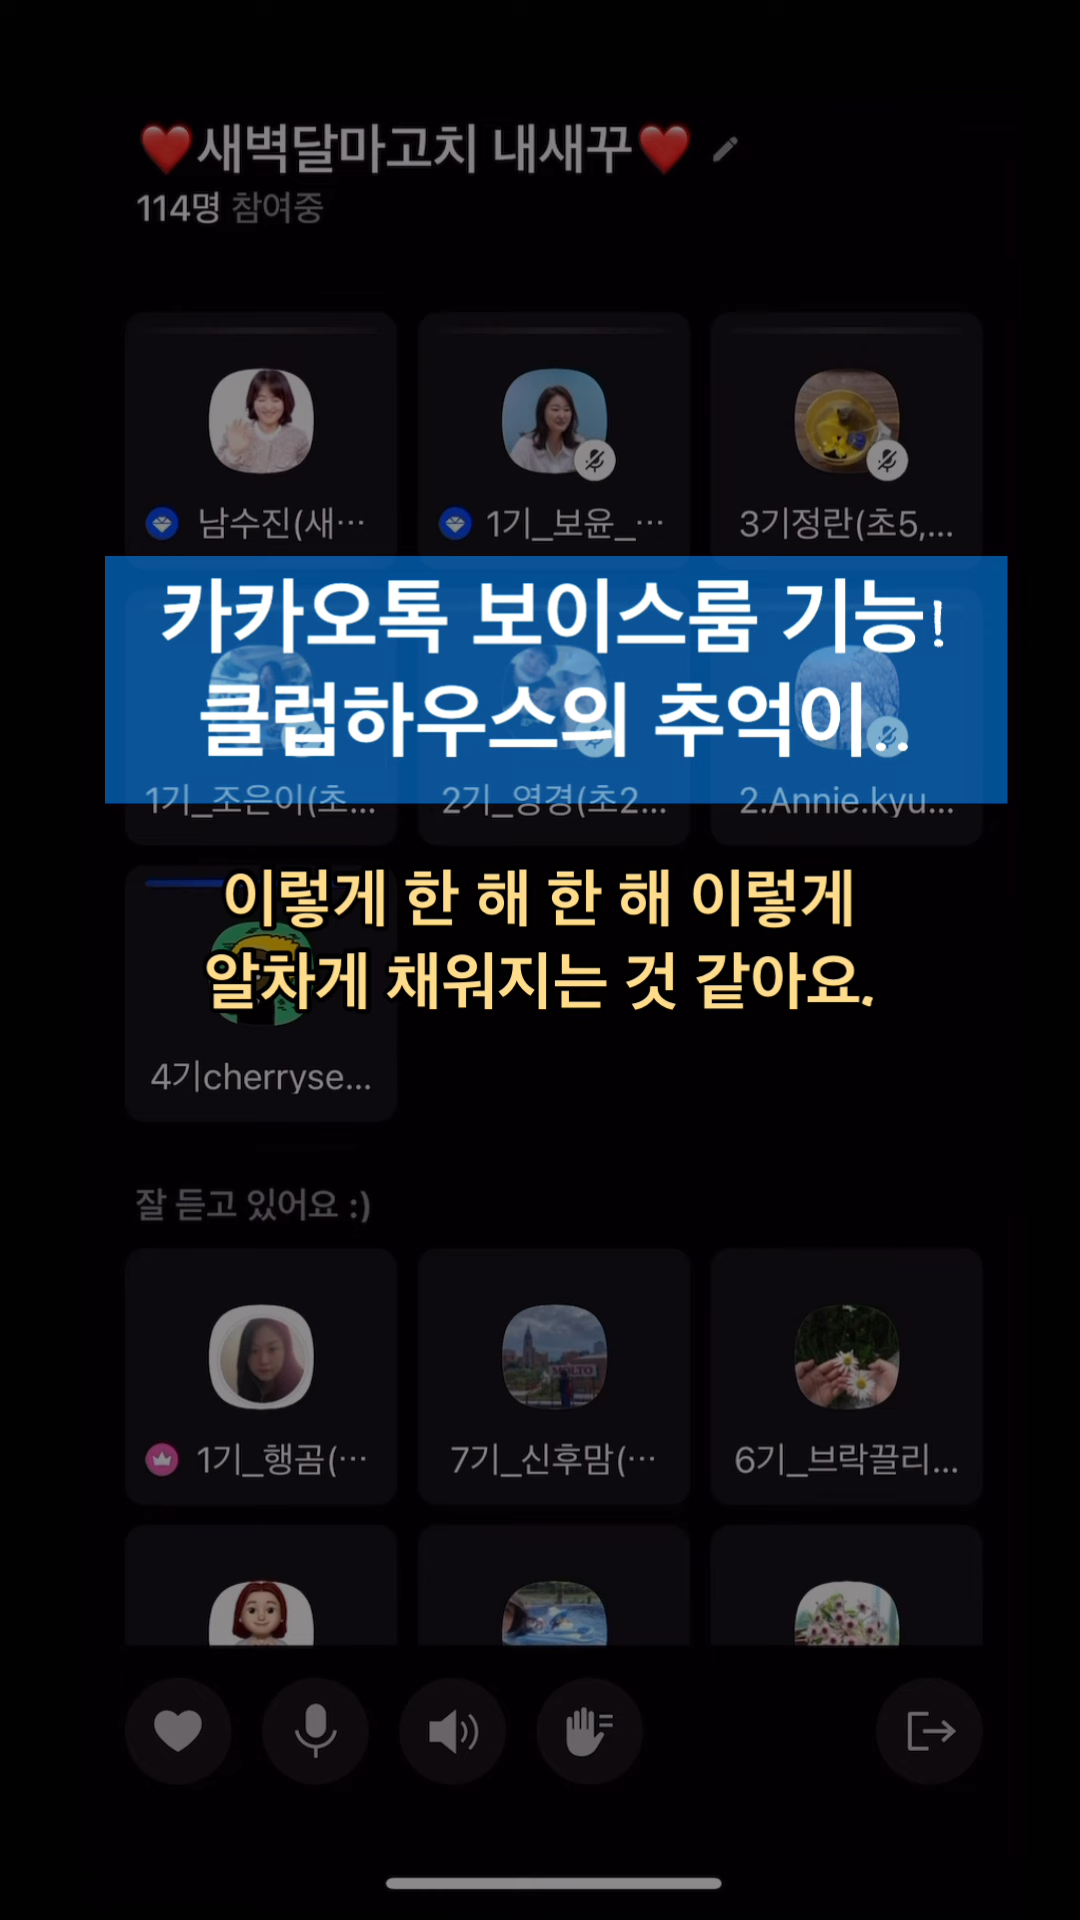 ❤️새벽달마고치 내새꾸❤️
114명 참여중
남수진(새…
1기_보윤_…
3기정란(초5,...
카카오톡 보이스룸 기능!
클럽하우스의 추억이..
1기_조은이(초...
2기_영경(초2...
2.Annie.kyu...
이렇게 한 해 한 해 이렇게
알차게 채워지는 것 같아요.
4기cherryse...
잘 듣고 있어요 :)
1기_행곰(…
7기_신후맘(…
6기_브락끌리...